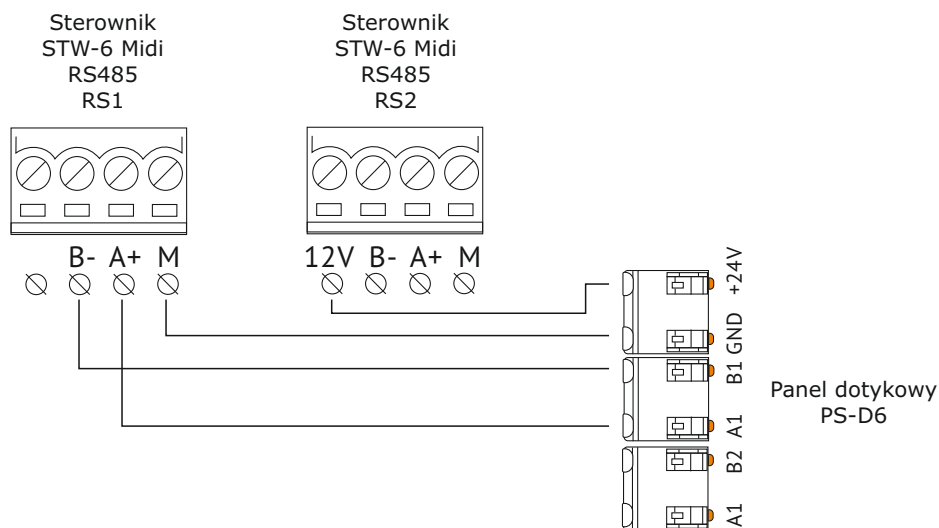 Sterownik
STW-6 Midi
RS485
RS1
Sterownik
STW-6 Midi
RS485
RS2
B- A+ M
12V B- A+ M
+24V
GND
B1
A1
B2
A1
Panel dotykowy
PS-D6